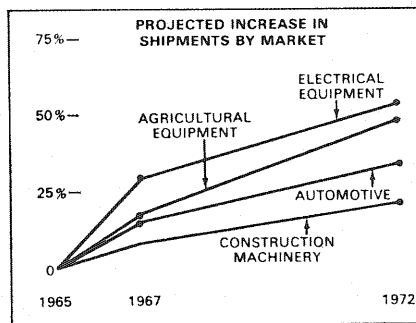 PROJECTED INCREASE IN
SHIPMENTS BY MARKET
75%
ELECTRICAL
EQUIPMENT
50%
AGRICULTURAL
EQUIPMENT
25%
AUTOMOTIVE
CONSTRUCTION
MACHINERY
0
1965 1967 1972